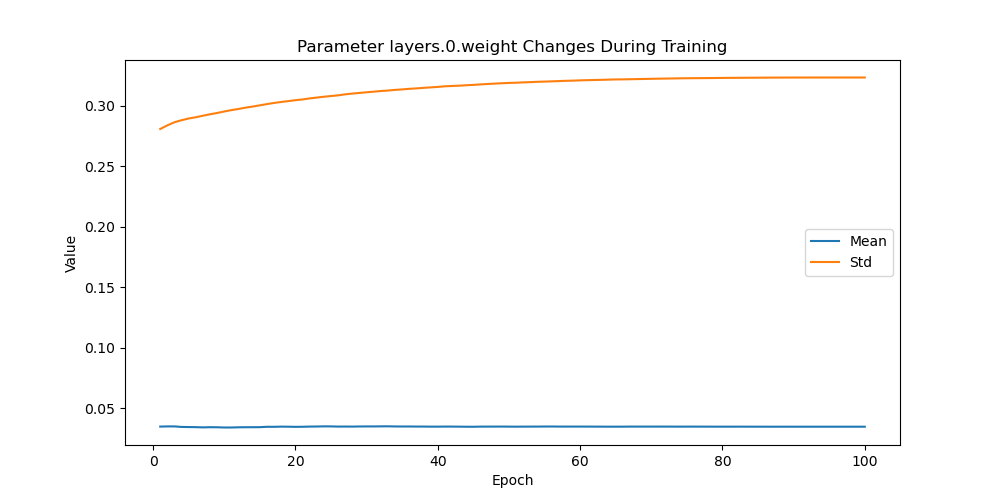 Parameter layers.0.weight Changes During Training
0.30
0.25
0.20
0.15
0.10
0.05
Value
Mean
Std
0 20 40 60 80 100
Epoch